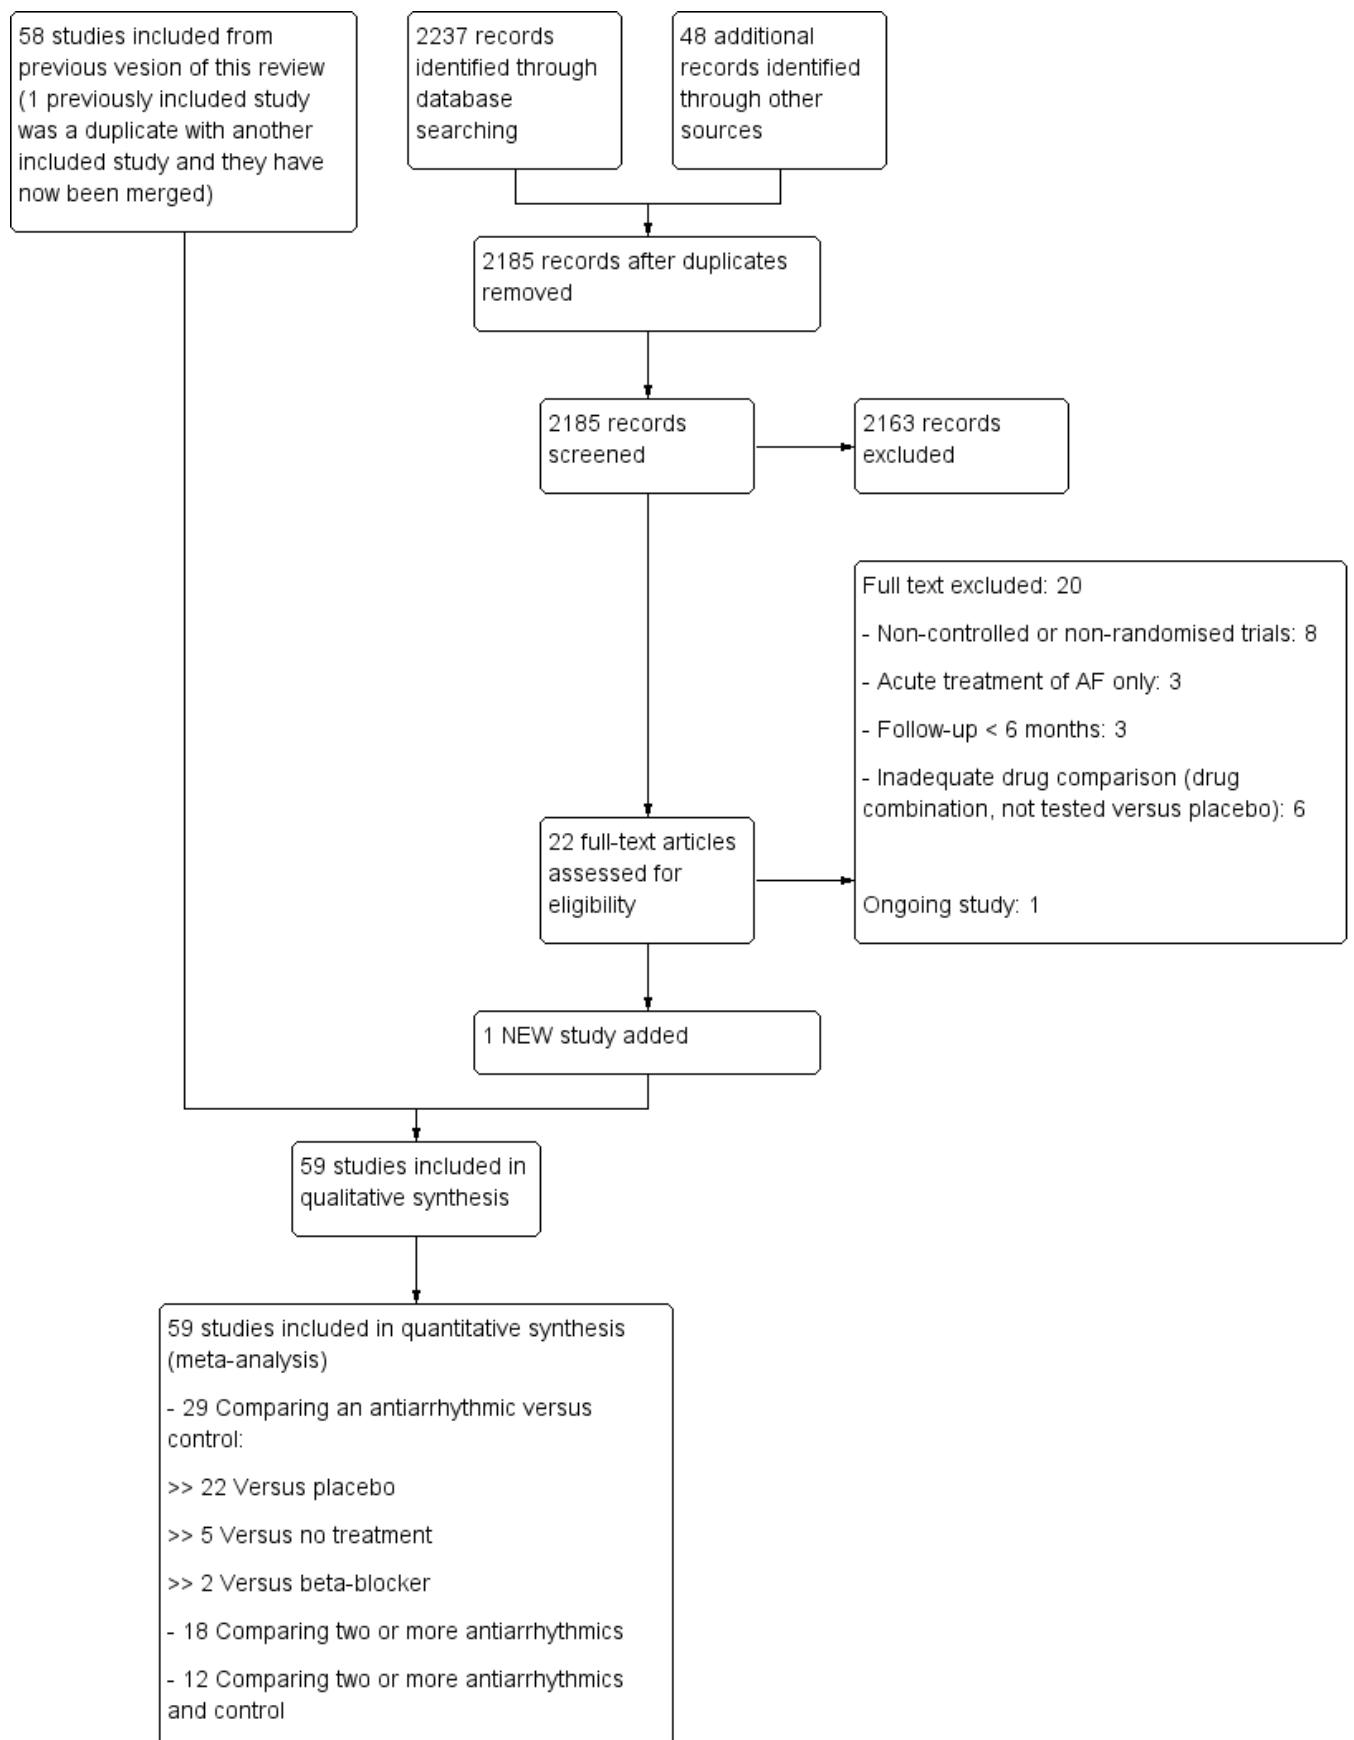 58 studies included from
previous vesion of this review
(1 previously included study
was a duplicate with another
included study and they have
now been merged)
2237 records
identified through
database
searching
48 additional
records identified
through other
sources
2185 records after duplicates
removed
2185 records
screened
2163 records
excluded
22 full-text articles
assessed for
eligibility
Full text excluded: 20
- Non-controlled or non-randomised trials: 8
- Acute treatment of AF only: 3
- Follow-up < 6 months: 3
- Inadequate drug comparison (drug
combination, not tested versus placebo): 6
Ongoing study: 1
1 NEW study added
59 studies included in
qualitative synthesis
59 studies included in quantitative synthesis
(meta-analysis)
- 29 Comparing an antiarrhythmic versus
control:
>> 22 Versus placebo
>> 5 Versus no treatment
>> 2 Versus beta-blocker
- 18 Comparing two or more antiarrhythmics
- 12 Comparing two or more antiarrhythmics
and control